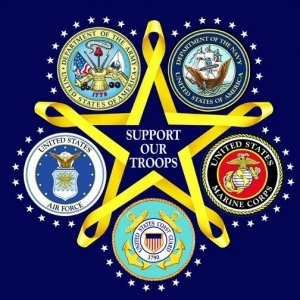 DEPARTMENT OF THE ARMY
UNITED STATES OF AMERICA
1775
DEPARTMENT OF THE NAVY
UNITED STATES OF AMERICA
SUPPORT
OUR
TROOPS
UNITED STATES
AIR FORCE
UNITED STATES
MARINE CORPS
UNITED STATES COAST GUARD
1790